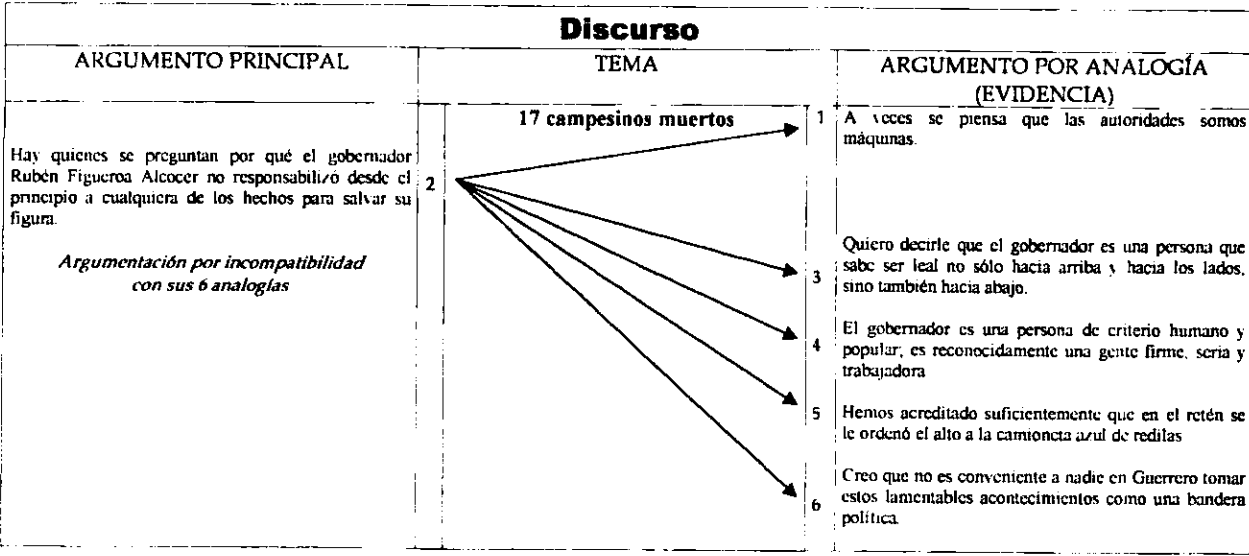 Discurso
ARGUMENTO PRINCIPAL
TEMA
ARGUMENTO POR ANALOGÍA
(EVIDENCIA)
Hay quienes se preguntan por qué el gobernador
Rubén Figueroa Alcocer no responsabilizó desde el
principio a cualquiera de los hechos para salvar su
figura.
Argumentación por incompatibilidad
con sus 6 analogías
2
17 campesinos muertos
1
A veces se piensa que las autoridades somos
máquinas.
3
Quiero decirle que el gobernador es una persona que
sabe ser leal no sólo hacia arriba y hacia los lados,
sino también hacia abajo.
4
El gobernador es una persona de criterio humano y
popular; es reconocidamente una gente firme, seria y
trabajadora
5
Hemos acreditado suficientemente que en el retén se
le ordenó el alto a la camioneta azul de redilas
6
Creo que no es conveniente a nadie en Guerrero tomar
estos lamentables acontecimientos como una bandera
política.